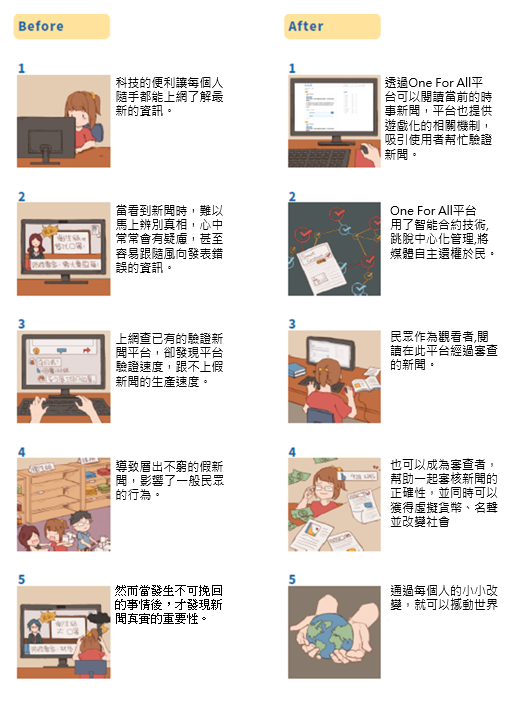 Before
1
科技的便利讓每個人
隨手都能上網了解最
新的資訊。
2
當看到新聞時，難以
馬上辨別真相，心中
常常會有疑慮，甚至
容易跟隨風向發表錯
誤的資訊。
3
上網查已有的驗證新
聞平台，卻發現平台
驗證速度，跟不上假
新聞的生產速度。
4
導致層出不窮的假新
聞，影響了一般民眾
的行為。
5
然而當發生不可挽回
的事情後，才發現新
聞真實的重要性。
After
1
透過One For All平
台可以閱讀當前的時
事新聞，平台也提供
遊戲化的相關機制，
吸引使用者幫忙驗證
新聞。
2
One For All平台
用了智能合約技術,
跳脫中心化管理,將
媒體自主還權於民。
3
民眾作為觀看者,閱
讀在此平台經過審查
的新聞。
4
也可以成為審查者，
幫助一起審核新聞的
正確性，並同時可以
獲得虛擬貨幣、名聲
並改變社會
5
通過每個人的小小改
變，就可以撼動世界